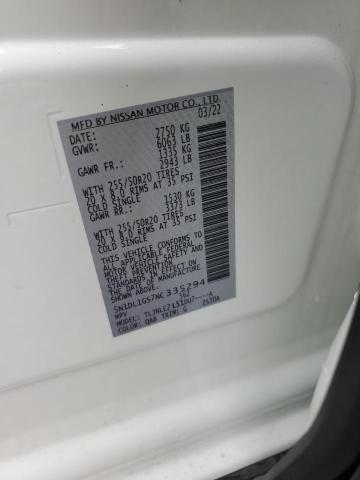 MFD BY NISSAN MOTOR CO., LTD.
DATE: 03/22
GVWR: 2750 KG
6063 LB
GAWR FR.: 1335 KG
2943 LB
WITH 255/50R20 TIRES
20 X 8.0 RIMS AT 35 PSI
COLD SINGLE
GAWR RR.: 1530 KG
3373 LB
WITH 255/50R20 TIRES
20 X 8.0 RIMS AT 35 PSI
COLD SINGLE
THIS VEHICLE CONFORMS TO ALL
APPLICABLE FEDERAL
MOTOR VEHICLE SAFETY AND
THEFT PREVENTION STANDARDS
IN EFFECT ON THE DATE OF
MANUFACTURE SHOWN ABOVE.
5N1DL1GS7NC335294
MPV
TL7NLEZ L51DU7----A
COLOR: QAB TRIM: G 2530A